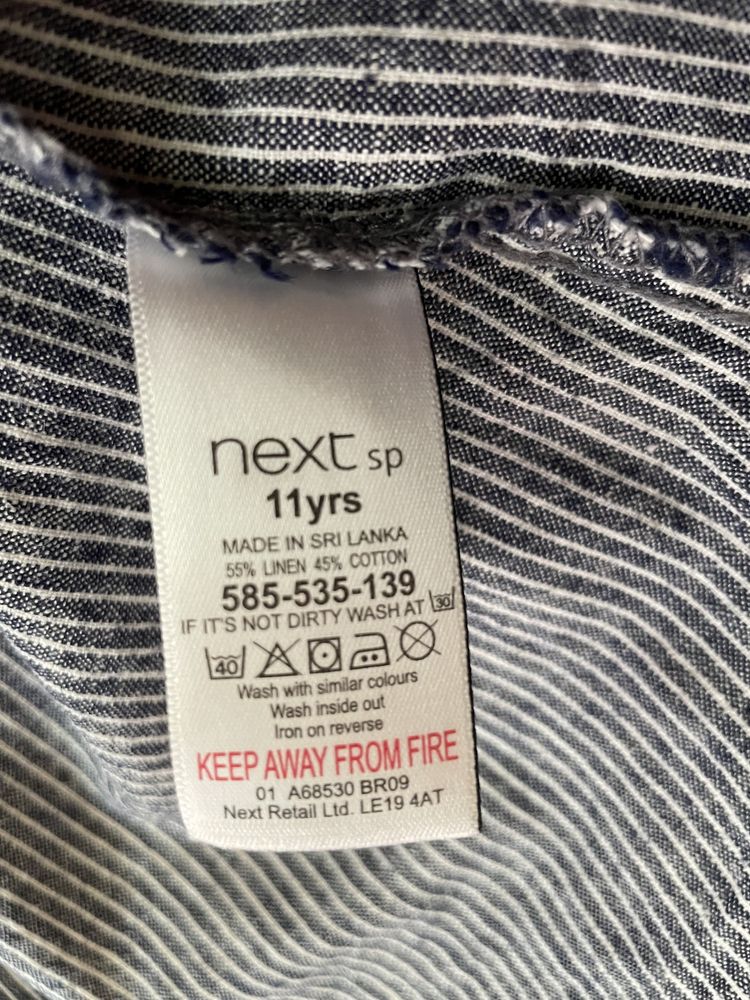 next sp
11yrs
MADE IN SRI LANKA
55% LINEN 45% COTTON
585-535-139
IF IT'S NOT DIRTY WASH AT 30
40
Wash with similar colours
Wash inside out
Iron on reverse
KEEP AWAY FROM FIRE
01 A68530 BR09
Next Retail Ltd. LE19 4AT